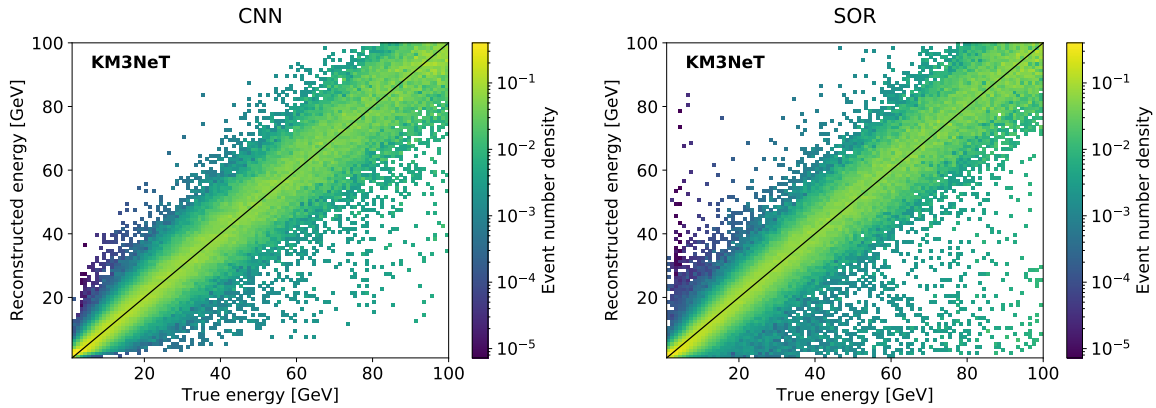 CNN
KM3NeT
100
80
60
40
20
Reconstructed energy [GeV]
20 40 60 80 100
True energy [GeV]
10⁻¹
10⁻²
10⁻³
10⁻⁴
10⁻⁵
Event number density
SOR
KM3NeT
100
80
60
40
20
Reconstructed energy [GeV]
20 40 60 80 100
True energy [GeV]
10⁻¹
10⁻²
10⁻³
10⁻⁴
10⁻⁵
Event number density